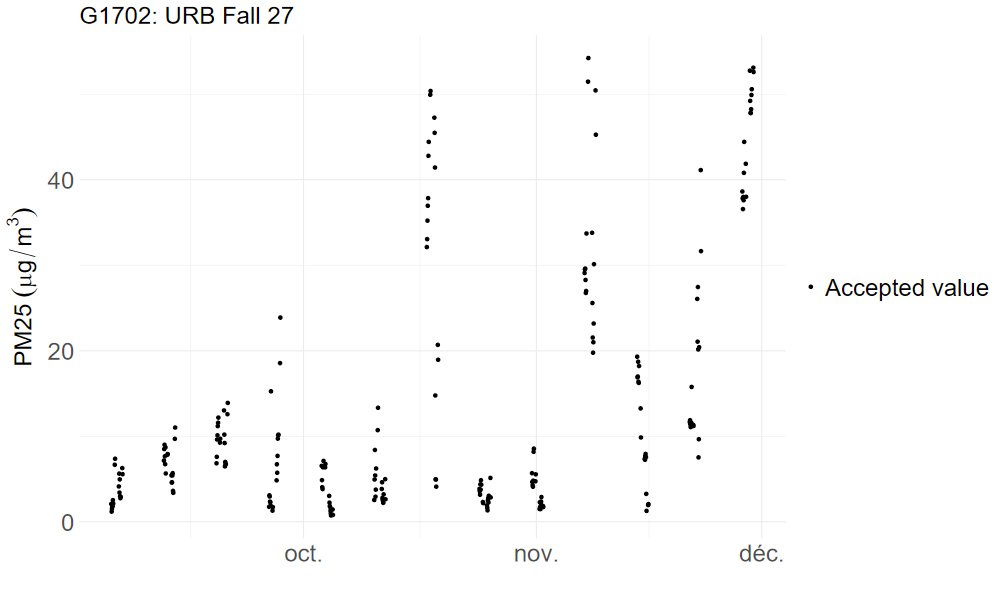 G1702: URB Fall 27
PM25 (μg/m³)
40
20
0
oct.
nov.
déc.
Accepted value